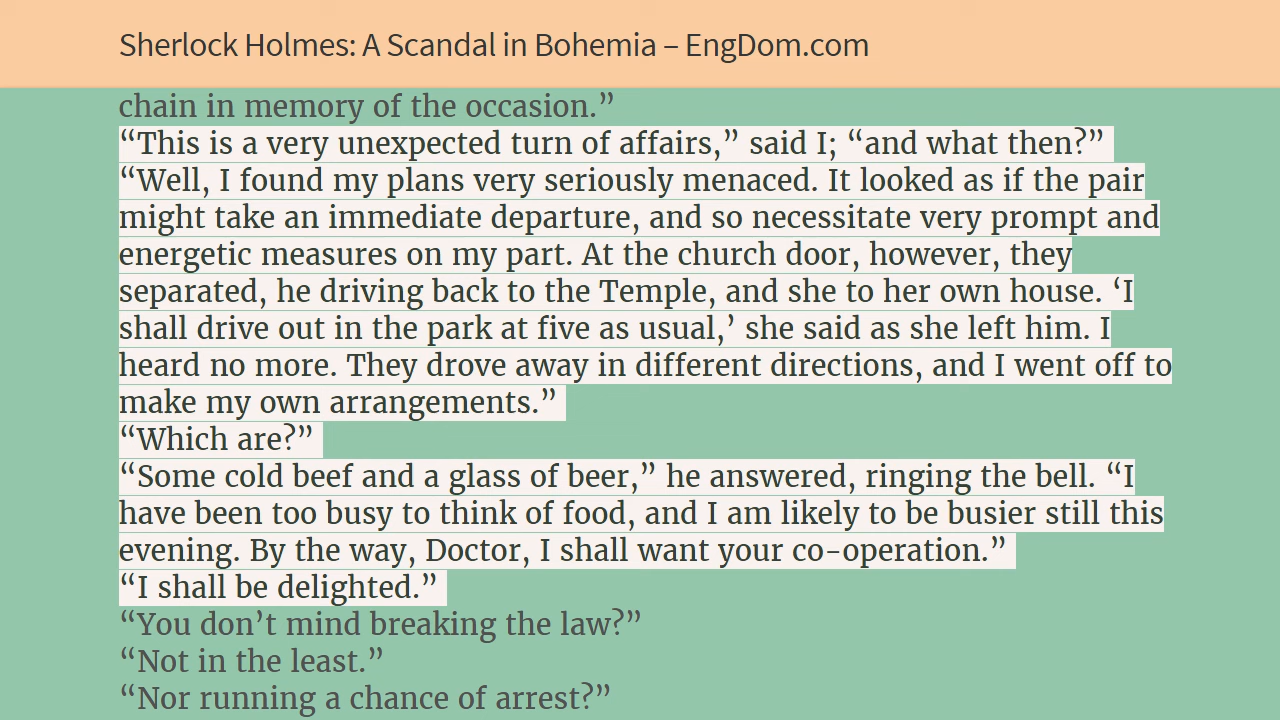 Sherlock Holmes: A Scandal in Bohemia – EngDom.com
chain in memory of the occasion.”
“This is a very unexpected turn of affairs,” said I; “and what then?”
“Well, I found my plans very seriously menaced. It looked as if the pair
might take an immediate departure, and so necessitate very prompt and
energetic measures on my part. At the church door, however, they
separated, he driving back to the Temple, and she to her own house. ‘I
shall drive out in the park at five as usual,’ she said as she left him. I
heard no more. They drove away in different directions, and I went off to
make my own arrangements.”
“Which are?”
“Some cold beef and a glass of beer,” he answered, ringing the bell. “I
have been too busy to think of food, and I am likely to be busier still this
evening. By the way, Doctor, I shall want your co-operation.”
“I shall be delighted.”
“You don’t mind breaking the law?”
“Not in the least.”
“Nor running a chance of arrest?”